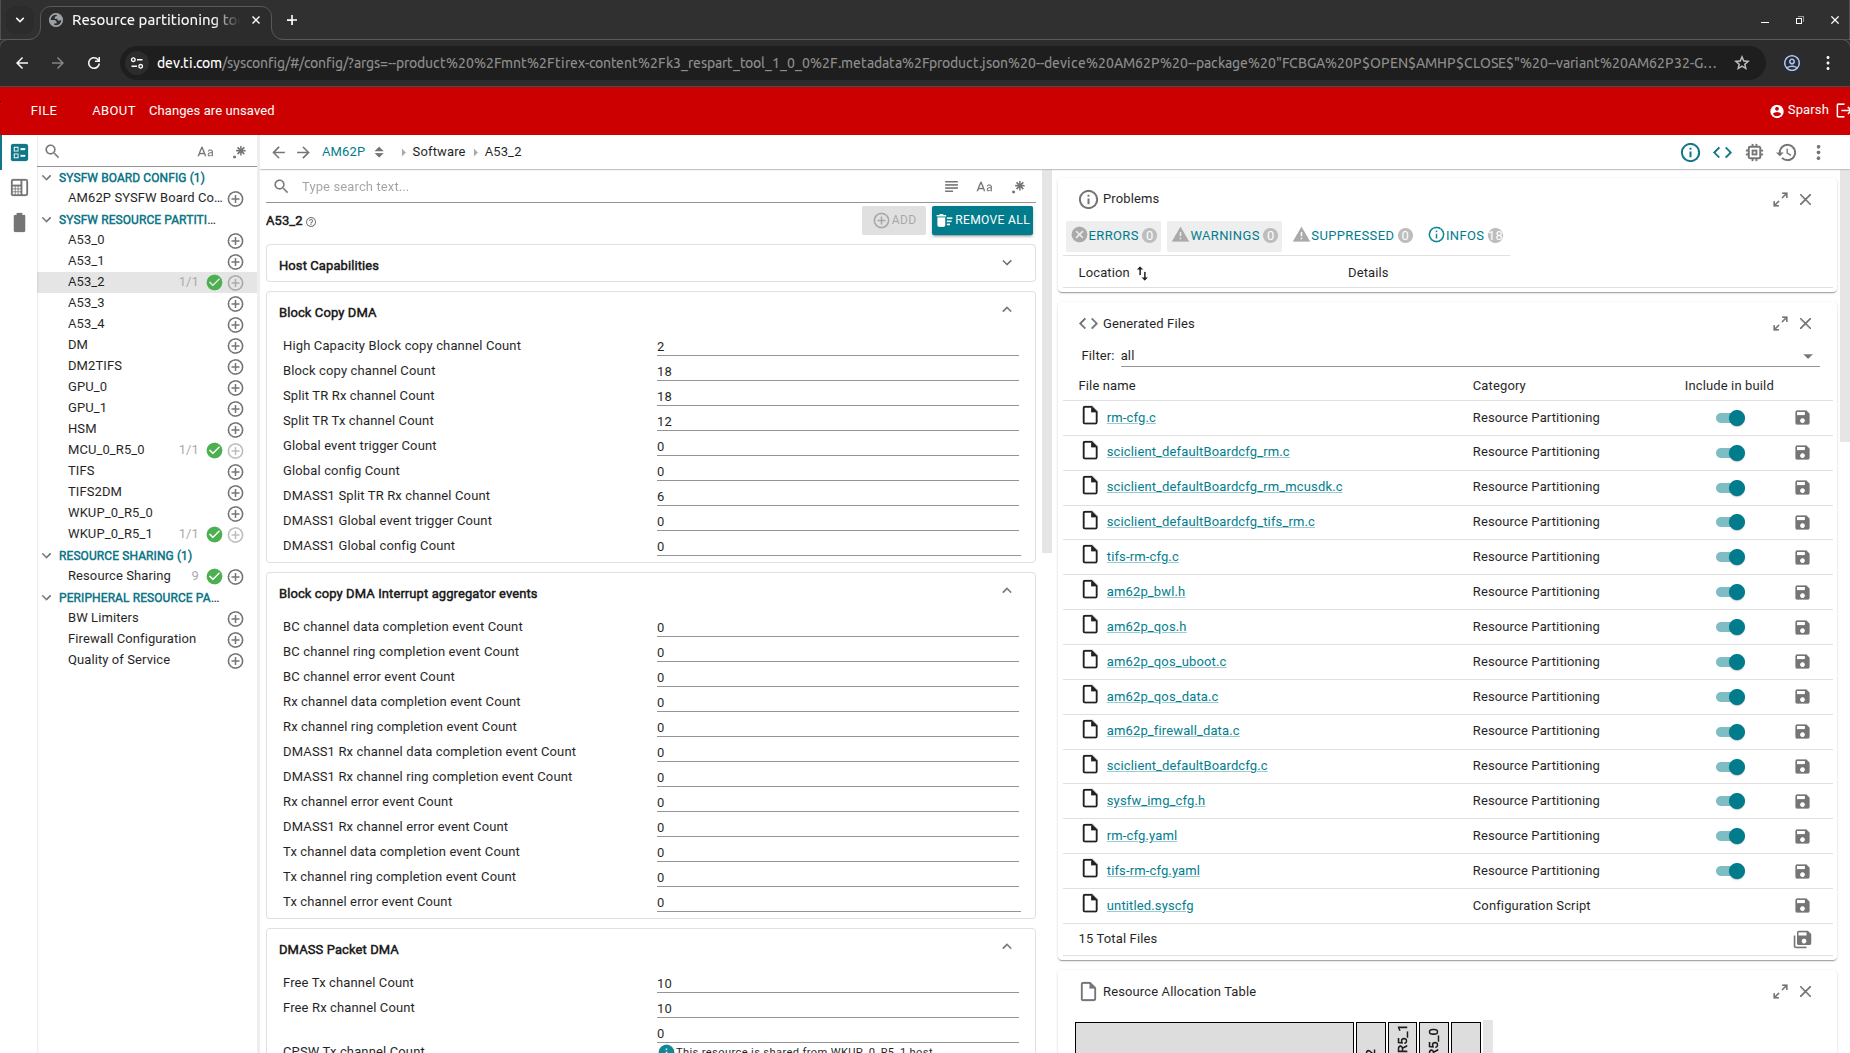 Resource partitioning to
dev.ti.com/sysconfig/#/config/?args=--product%20%2Fmnt%2Ftirex-content%2Fk3_respart_tool_1_0_0%2F.metadata%2Fproduct.json%20--device%20AM62P%20--package%20"FCBGA%20P$OPEN$AMHP$CLOSE$"%20--variant%20AM62P32-G...
FILE ABOUT Changes are unsaved Sparsh
Aa .*
SYSFW BOARD CONFIG (1)
AM62P SYSFW Board Co...
SYSFW RESOURCE PARTITI...
A53_0
A53_1
A53_2 1/1
A53_3
A53_4
DM
DM2TIFS
GPU_0
GPU_1
HSM
MCU_0_R5_0 1/1
TIFS
TIFS2DM
WKUP_0_R5_0
WKUP_0_R5_1 1/1
RESOURCE SHARING (1)
Resource Sharing 9
PERIPHERAL RESOURCE PA...
BW Limiters
Firewall Configuration
Quality of Service
AM62P Software A53_2
Type search text... Aa .*
A53_2 ADD REMOVE ALL
Host Capabilities
Block Copy DMA
High Capacity Block copy channel Count 2
Block copy channel Count 18
Split TR Rx channel Count 18
Split TR Tx channel Count 12
Global event trigger Count 0
Global config Count 0
DMASS1 Split TR Rx channel Count 6
DMASS1 Global event trigger Count 0
DMASS1 Global config Count 0
Block copy DMA Interrupt aggregator events
BC channel data completion event Count 0
BC channel ring completion event Count 0
BC channel error event Count 0
Rx channel data completion event Count 0
Rx channel ring completion event Count 0
DMASS1 Rx channel data completion event Count 0
DMASS1 Rx channel ring completion event Count 0
Rx channel error event Count 0
DMASS1 Rx channel error event Count 0
Tx channel data completion event Count 0
Tx channel ring completion event Count 0
Tx channel error event Count 0
DMASS Packet DMA
Free Tx channel Count 10
Free Rx channel Count 10
0
CPSW Tx channel Count This resource is shared from WKUP_0_R5_1 host
Problems
ERRORS 0 WARNINGS 0 SUPPRESSED 0 INFOS 18
Location Details
Generated Files
Filter: all
File name Category Include in build
rm-cfg.c Resource Partitioning
sciclient_defaultBoardcfg_rm.c Resource Partitioning
sciclient_defaultBoardcfg_rm_mcusdk.c Resource Partitioning
sciclient_defaultBoardcfg_tifs_rm.c Resource Partitioning
tifs-rm-cfg.c Resource Partitioning
am62p_bwl.h Resource Partitioning
am62p_qos.h Resource Partitioning
am62p_qos_uboot.c Resource Partitioning
am62p_qos_data.c Resource Partitioning
am62p_firewall_data.c Resource Partitioning
sciclient_defaultBoardcfg.c Resource Partitioning
sysfw_img_cfg.h Resource Partitioning
rm-cfg.yaml Resource Partitioning
tifs-rm-cfg.yaml Resource Partitioning
untitled.syscfg Configuration Script
15 Total Files
Resource Allocation Table
2 R5_1 R5_0